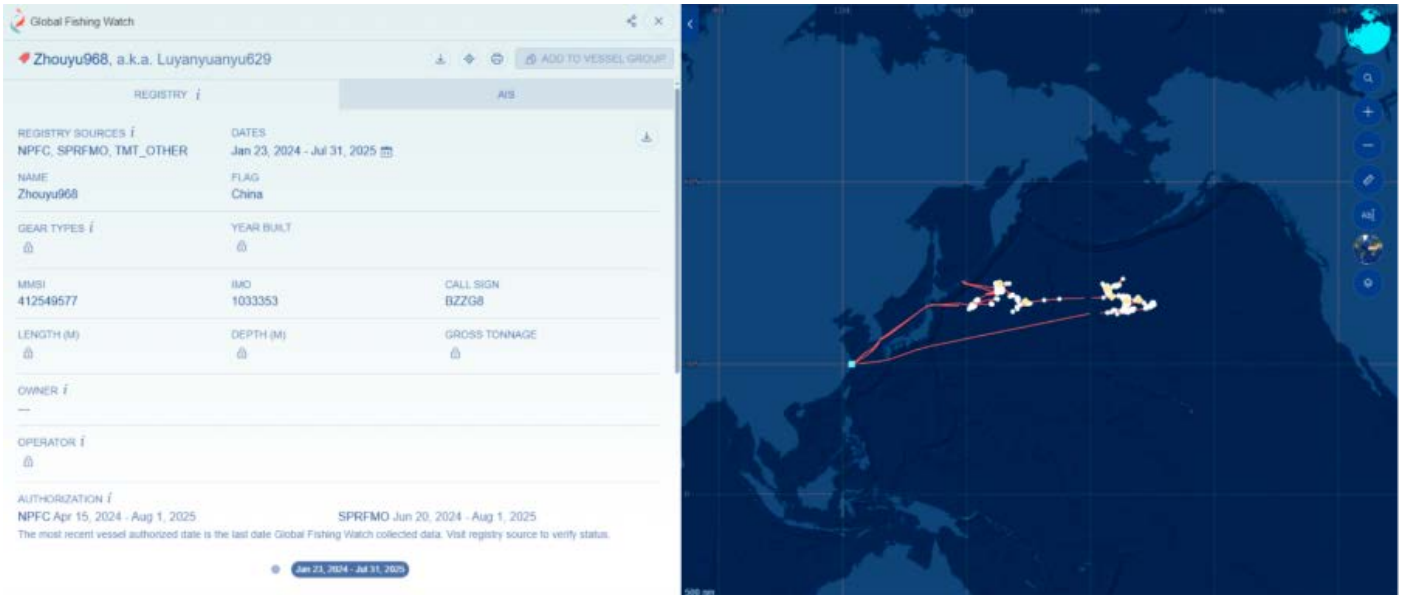 Global Fishing Watch
Zhouyu968, a.k.a. Luyanyuanyu629
ADD TO VESSEL GROUP
REGISTRY i
AIS
REGISTRY SOURCES i
DATES
NPFC, SPRFMO, TMT_OTHER
Jan 23, 2024 - Jul 31, 2025
NAME
FLAG
Zhouyu968
China
GEAR TYPES i
YEAR BUILT
MMSI
IMO
CALL SIGN
412549577
1033353
BZZG8
LENGTH (M)
DEPTH (M)
GROSS TONNAGE
OWNER i
---
OPERATOR i
AUTHORIZATION i
NPFC Apr 15, 2024 - Aug 1, 2025
SPRFMO Jun 20, 2024 - Aug 1, 2025
The most recent vessel authorized date is the last date Global Fishing Watch collected data. Visit registry source to verify status.
Jan 23, 2024 - Jul 31, 2025
500 nm